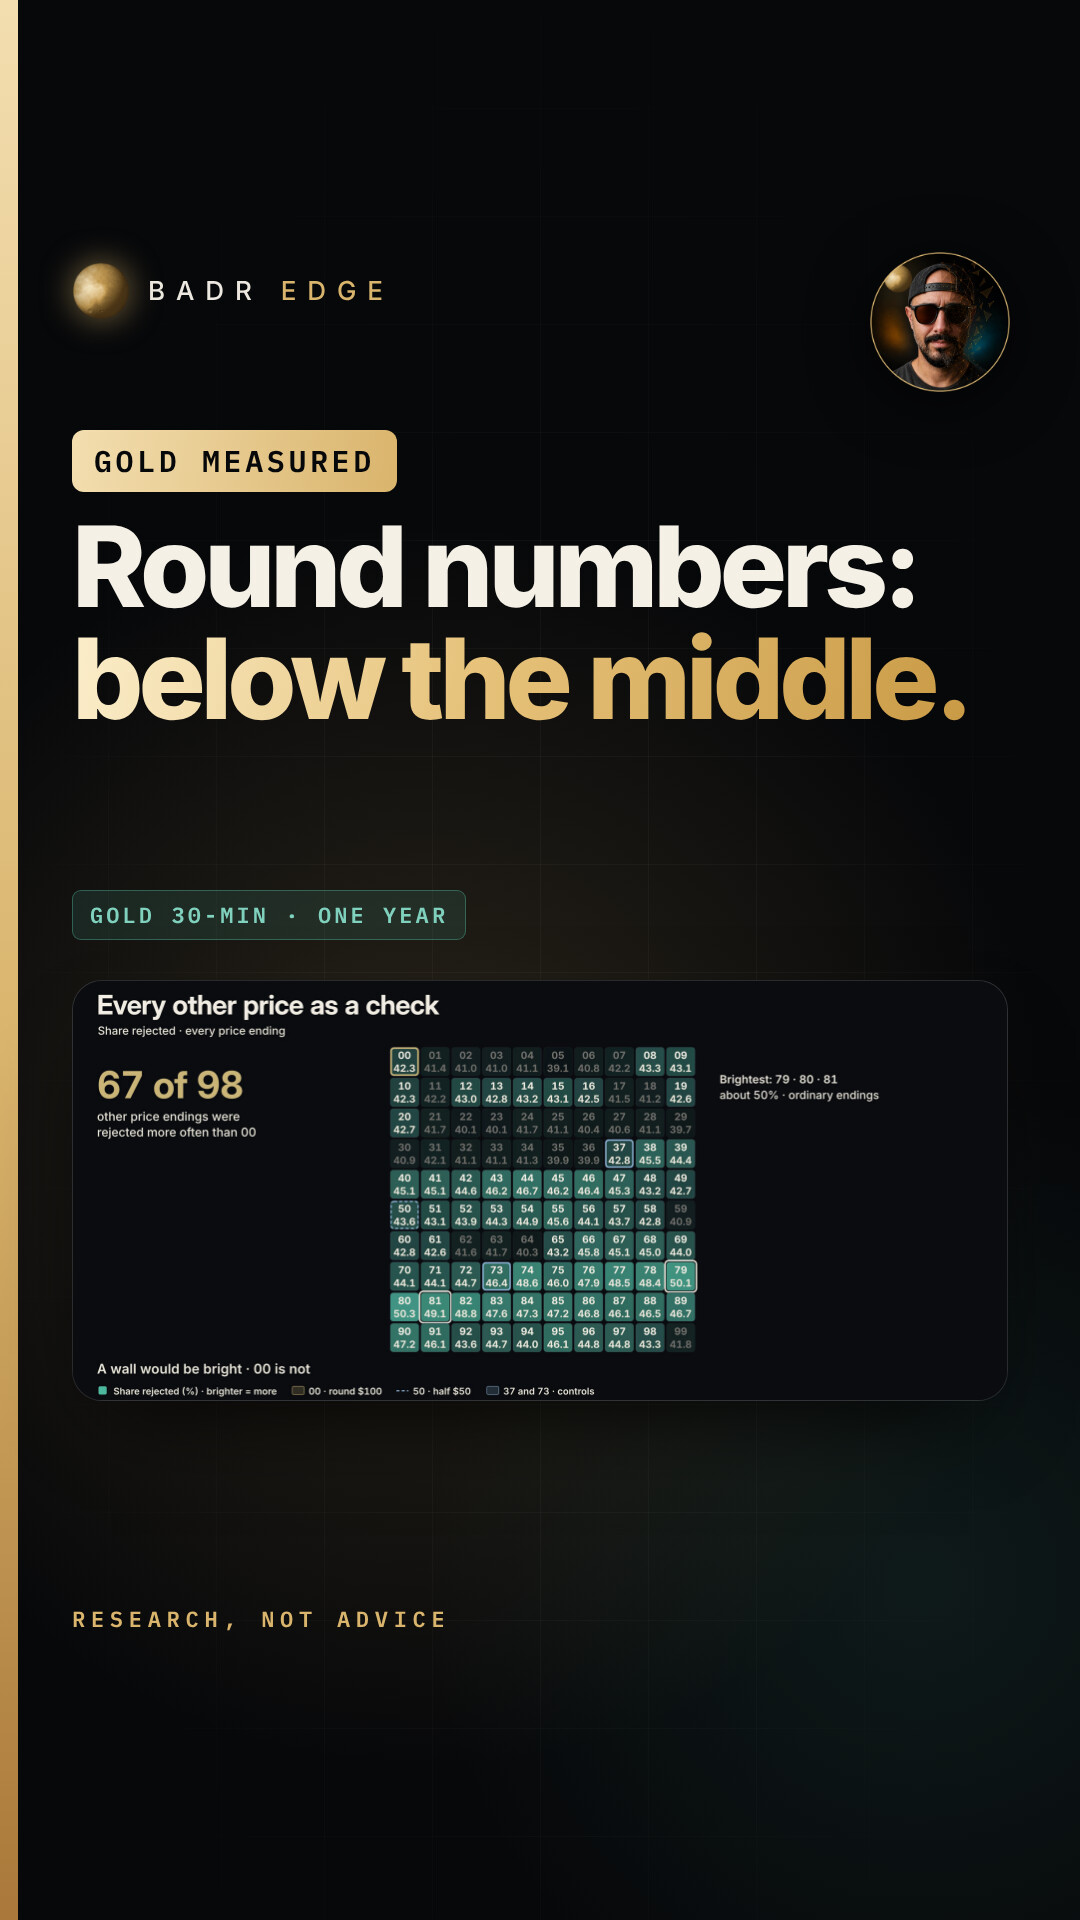 BADR EDGE
GOLD MEASURED
Round numbers:
below the middle.
GOLD 30-MIN · ONE YEAR
Every other price as a check
Share rejected · every price ending
67 of 98
other price endings were
rejected more often than 00
00 01 02 03 04 05 06 07 08 09
42.3 41.4 41.0 41.0 41.1 39.1 40.8 42.2 43.3 43.1
10 11 12 13 14 15 16 17 18 19
42.3 42.2 43.0 42.8 43.2 43.1 42.5 41.5 41.2 42.6
20 21 22 23 24 25 26 27 28 29
42.7 41.7 40.1 40.1 41.7 41.1 40.4 40.6 41.1 39.7
30 31 32 33 34 35 36 37 38 39
40.9 42.1 41.1 41.1 41.3 39.9 39.9 42.8 45.5 44.4
40 41 42 43 44 45 46 47 48 49
45.1 45.1 44.6 46.2 46.7 46.2 46.4 45.3 43.2 42.7
50 51 52 53 54 55 56 57 58 59
43.6 43.1 43.9 44.3 44.9 45.6 44.1 43.7 42.8 40.9
60 61 62 63 64 65 66 67 68 69
42.8 42.6 41.6 41.7 40.3 43.2 45.8 45.1 45.0 44.0
70 71 72 73 74 75 76 77 78 79
44.1 44.1 44.7 46.4 48.6 46.0 47.9 48.5 48.4 50.1
80 81 82 83 84 85 86 87 88 89
50.3 49.1 48.8 47.6 47.3 47.2 46.8 46.1 46.5 46.7
90 91 92 93 94 95 96 97 98 99
47.2 46.1 43.6 44.7 44.0 46.1 44.8 44.8 43.3 41.8
Brightest: 79 · 80 · 81
about 50% · ordinary endings
A wall would be bright · 00 is not
Share rejected (%) · brighter = more
00 · round $100
50 · half $50
37 and 73 · controls
RESEARCH, NOT ADVICE